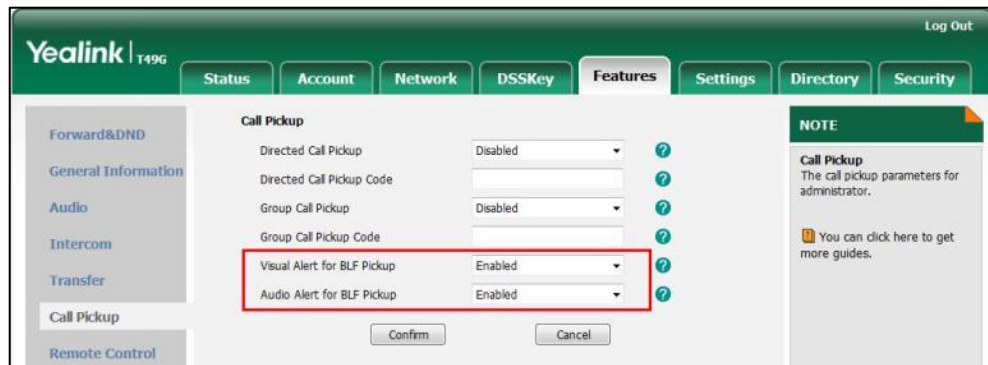 Log Out
Yealink T49G
Status Account Network DSSKey Features Settings Directory Security
Forward&DND
General Information
Audio
Intercom
Transfer
Call Pickup
Remote Control
Call Pickup
Directed Call Pickup Disabled
Directed Call Pickup Code
Group Call Pickup Disabled
Group Call Pickup Code
Visual Alert for BLF Pickup Enabled
Audio Alert for BLF Pickup Enabled
Confirm Cancel
NOTE
Call Pickup
The call pickup parameters for
administrator.
You can click here to get
more guides.